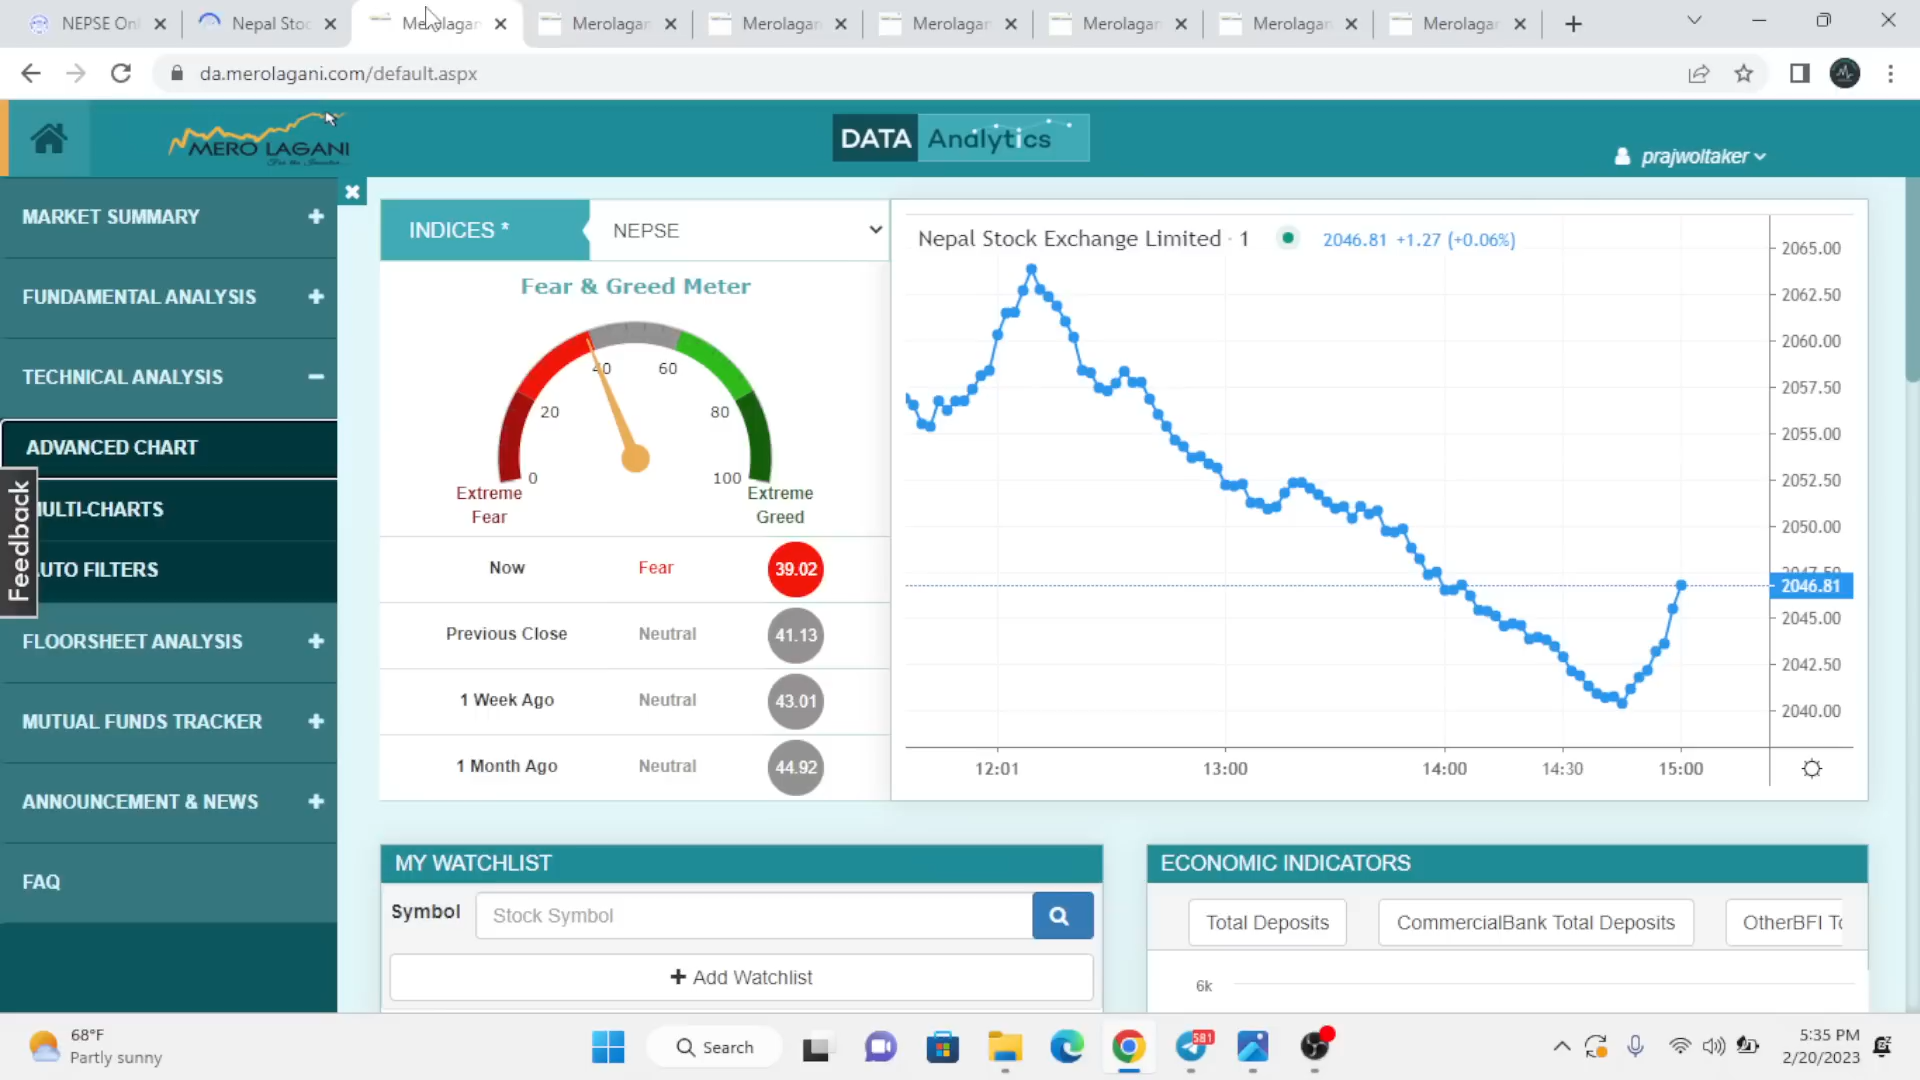 NEPSE Onl
Nepal Stoc
Merolagan
Merolagan
Merolagan
Merolagan
Merolagan
Merolagan
Merolagan
da.merolagani.com/default.aspx
MERO LAGANI
DATA Analytics
prajwoltaker
MARKET SUMMARY
FUNDAMENTAL ANALYSIS
TECHNICAL ANALYSIS
ADVANCED CHART
ULTI-CHARTS
UTO FILTERS
FLOORSHEET ANALYSIS
MUTUAL FUNDS TRACKER
ANNOUNCEMENT & NEWS
FAQ
Feedback
INDICES *
NEPSE
Fear & Greed Meter
0
20
40
60
80
100
Extreme Fear
Extreme Greed
Now Fear 39.02
Previous Close Neutral 41.13
1 Week Ago Neutral 43.01
1 Month Ago Neutral 44.92
Nepal Stock Exchange Limited · 1
2046.81 +1.27 (+0.06%)
2065.00
2062.50
2060.00
2057.50
2055.00
2052.50
2050.00
2047.50
2046.81
2045.00
2042.50
2040.00
12:01 13:00 14:00 14:30 15:00
MY WATCHLIST
Symbol
Stock Symbol
+ Add Watchlist
ECONOMIC INDICATORS
Total Deposits
CommercialBank Total Deposits
OtherBFI To
6k
68°F
Partly sunny
Search
581
5:35 PM
2/20/2023